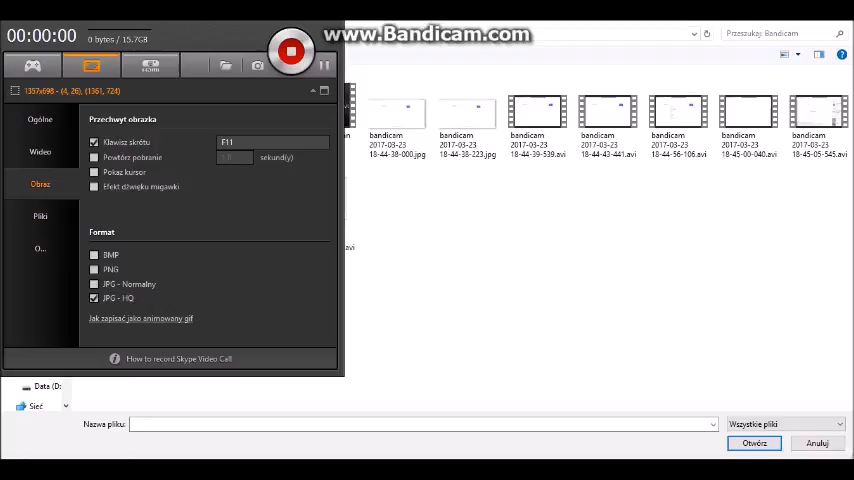 00:00:00
0 bytes / 15.7GB
www.Bandicam.com
Przeszukaj: Bandicam
HDMI
1357x698 - (4, 26), (1361, 724)
Ogólne
Wideo
Obraz
Pliki
O...
Przechwyt obrazka
Klawisz skrótu
F11
Powtórz pobranie
1.0
sekund(y)
Pokaż kursor
Efekt dźwięku migawki
Format
BMP
PNG
JPG - Normalny
JPG - HQ
Jak zapisać jako animowany gif
How to record Skype Video Call
bandicam
2017-03-23
18-44-38-000.jpg
bandicam
2017-03-23
18-44-38-223.jpg
bandicam
2017-03-23
18-44-39-539.avi
bandicam
2017-03-23
18-44-43-441.avi
bandicam
2017-03-23
18-44-56-106.avi
bandicam
2017-03-23
18-45-00-040.avi
bandicam
2017-03-23
18-45-05-545.avi
avi
Data (D:
Sieć
Nazwa pliku:
Wszystkie pliki
Otwórz
Anuluj